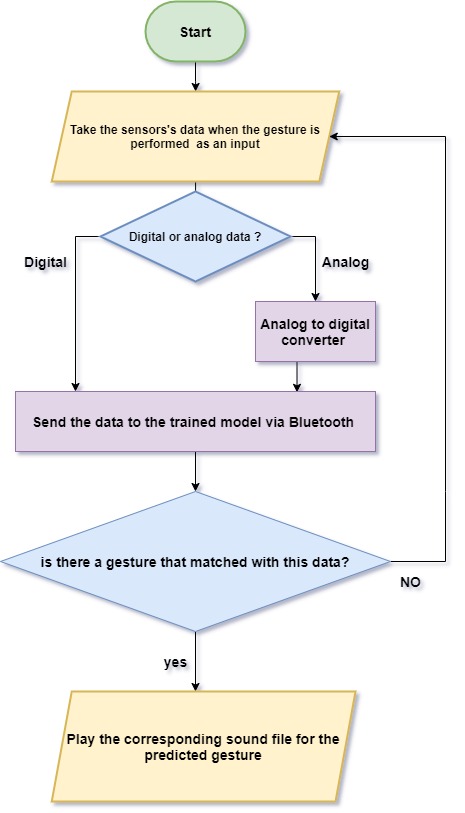 Start
Take the sensors's data when the gesture is
performed as an input
Digital or analog data ?
Digital
Analog
Analog to digital
converter
Send the data to the trained model via Bluetooth
is there a gesture that matched with this data?
NO
yes
Play the corresponding sound file for the
predicted gesture